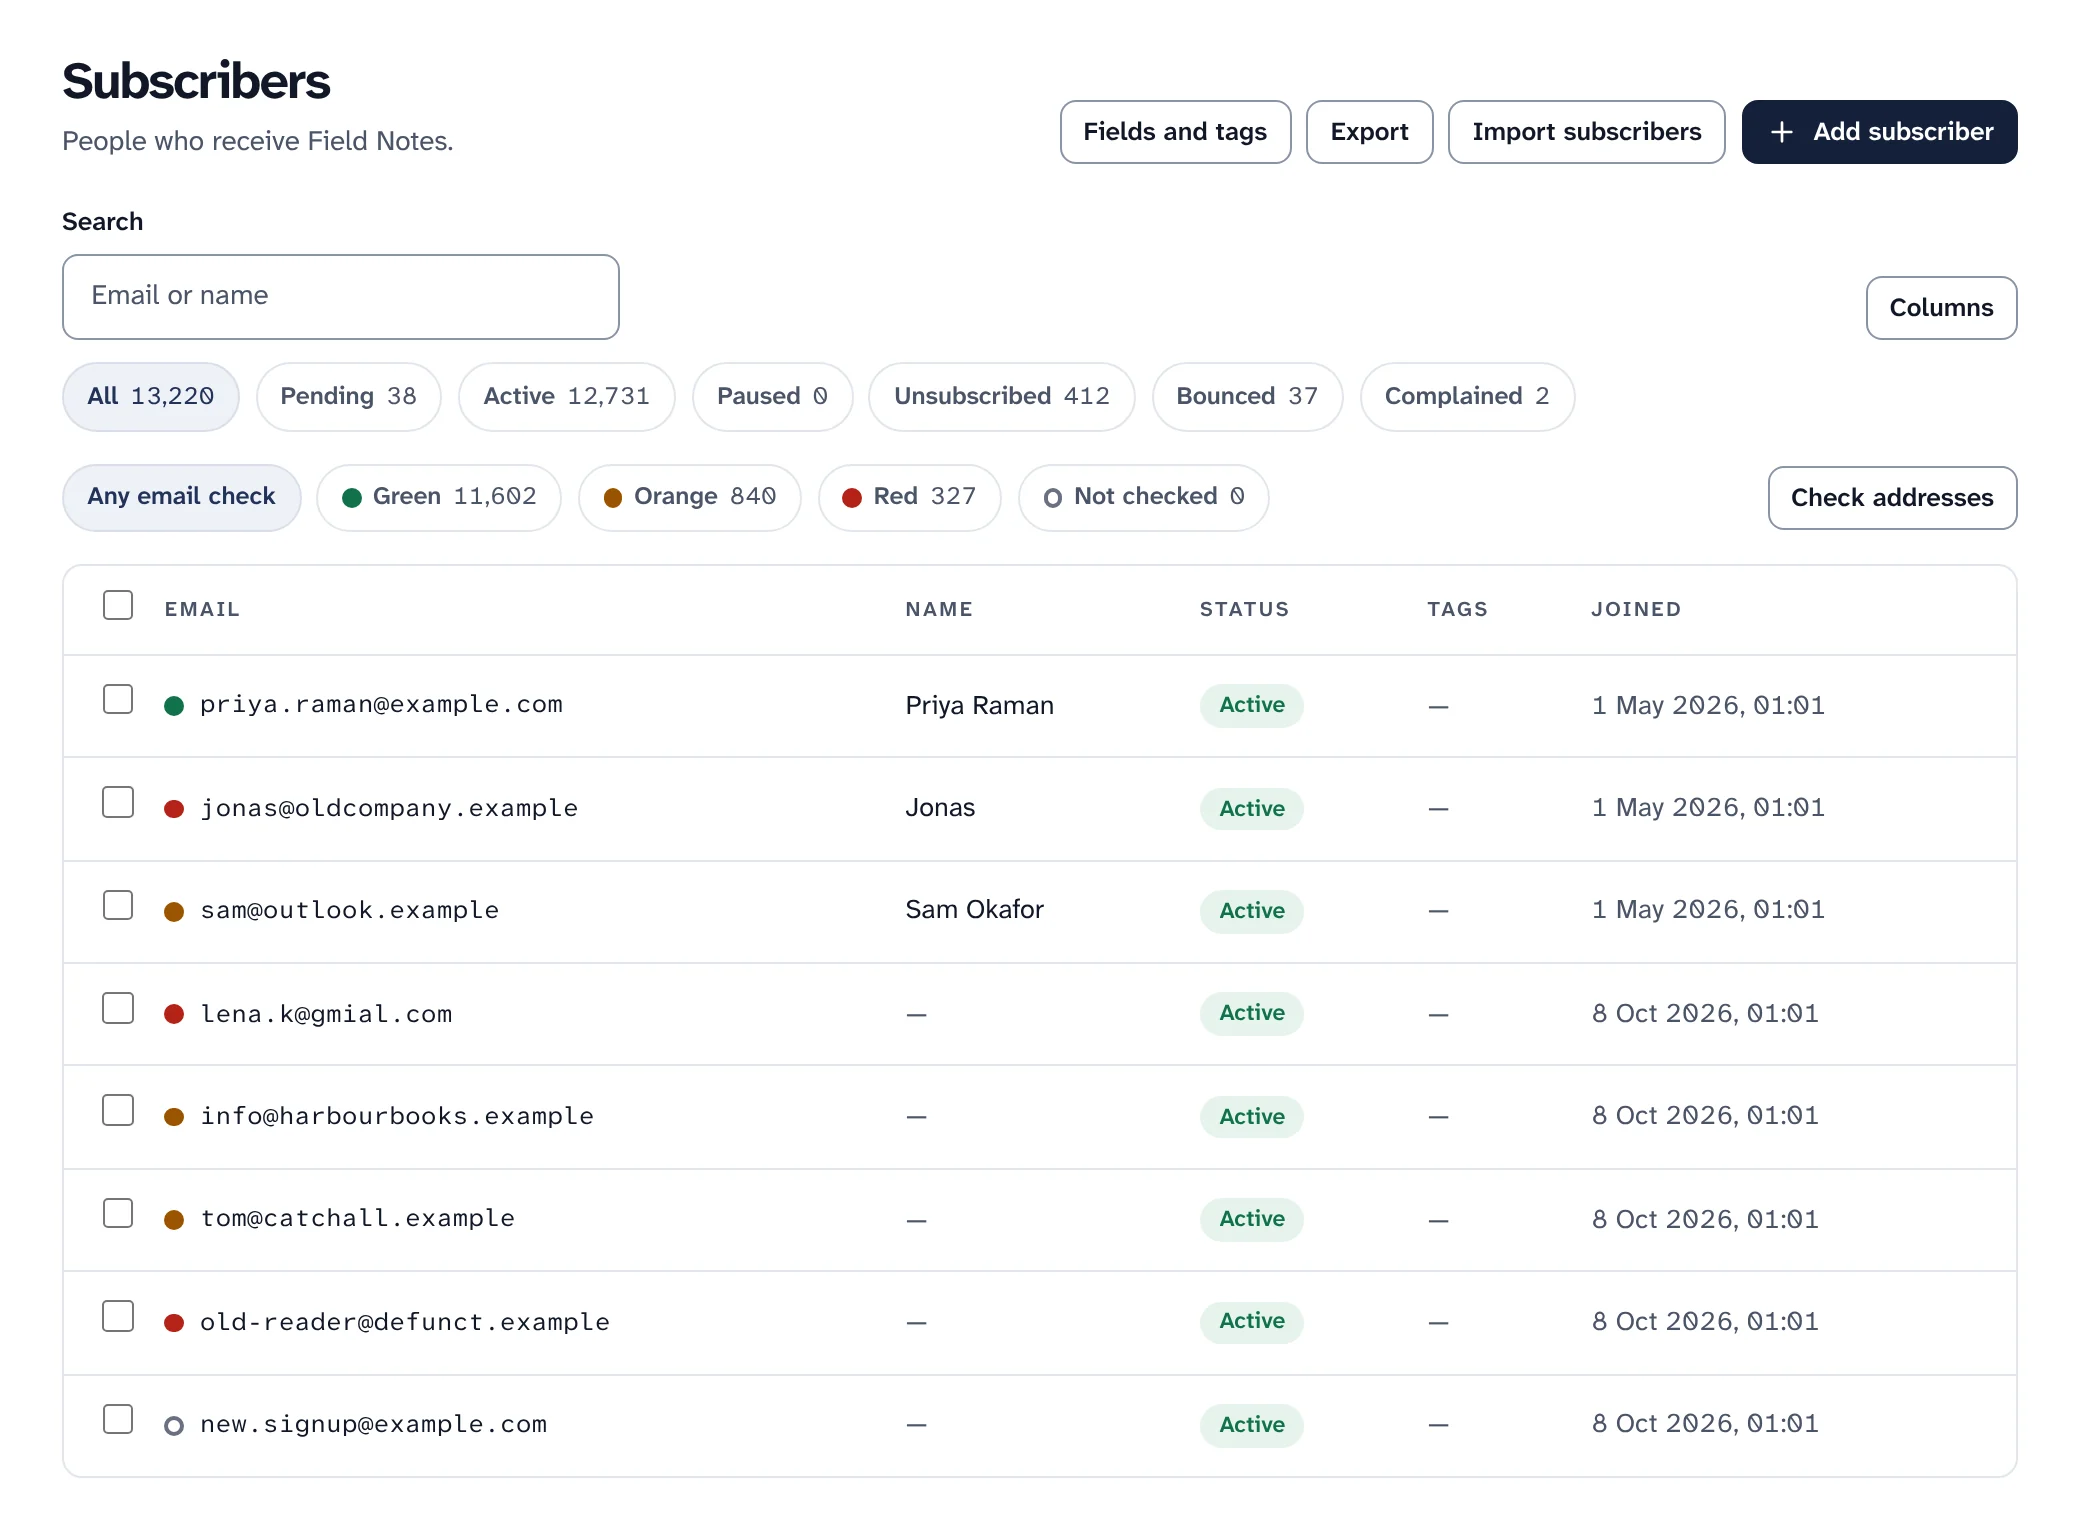 Subscribers
People who receive Field Notes.
Fields and tags
Export
Import subscribers
+ Add subscriber
Search
Email or name
Columns
All 13,220
Pending 38
Active 12,731
Paused 0
Unsubscribed 412
Bounced 37
Complained 2
Any email check
Green 11,602
Orange 840
Red 327
Not checked 0
Check addresses
EMAIL NAME STATUS TAGS JOINED
priya.raman@example.com Priya Raman Active — 1 May 2026, 01:01
jonas@oldcompany.example Jonas Active — 1 May 2026, 01:01
sam@outlook.example Sam Okafor Active — 1 May 2026, 01:01
lena.k@gmial.com — Active — 8 Oct 2026, 01:01
info@harbourbooks.example — Active — 8 Oct 2026, 01:01
tom@catchall.example — Active — 8 Oct 2026, 01:01
old-reader@defunct.example — Active — 8 Oct 2026, 01:01
new.signup@example.com — Active — 8 Oct 2026, 01:01